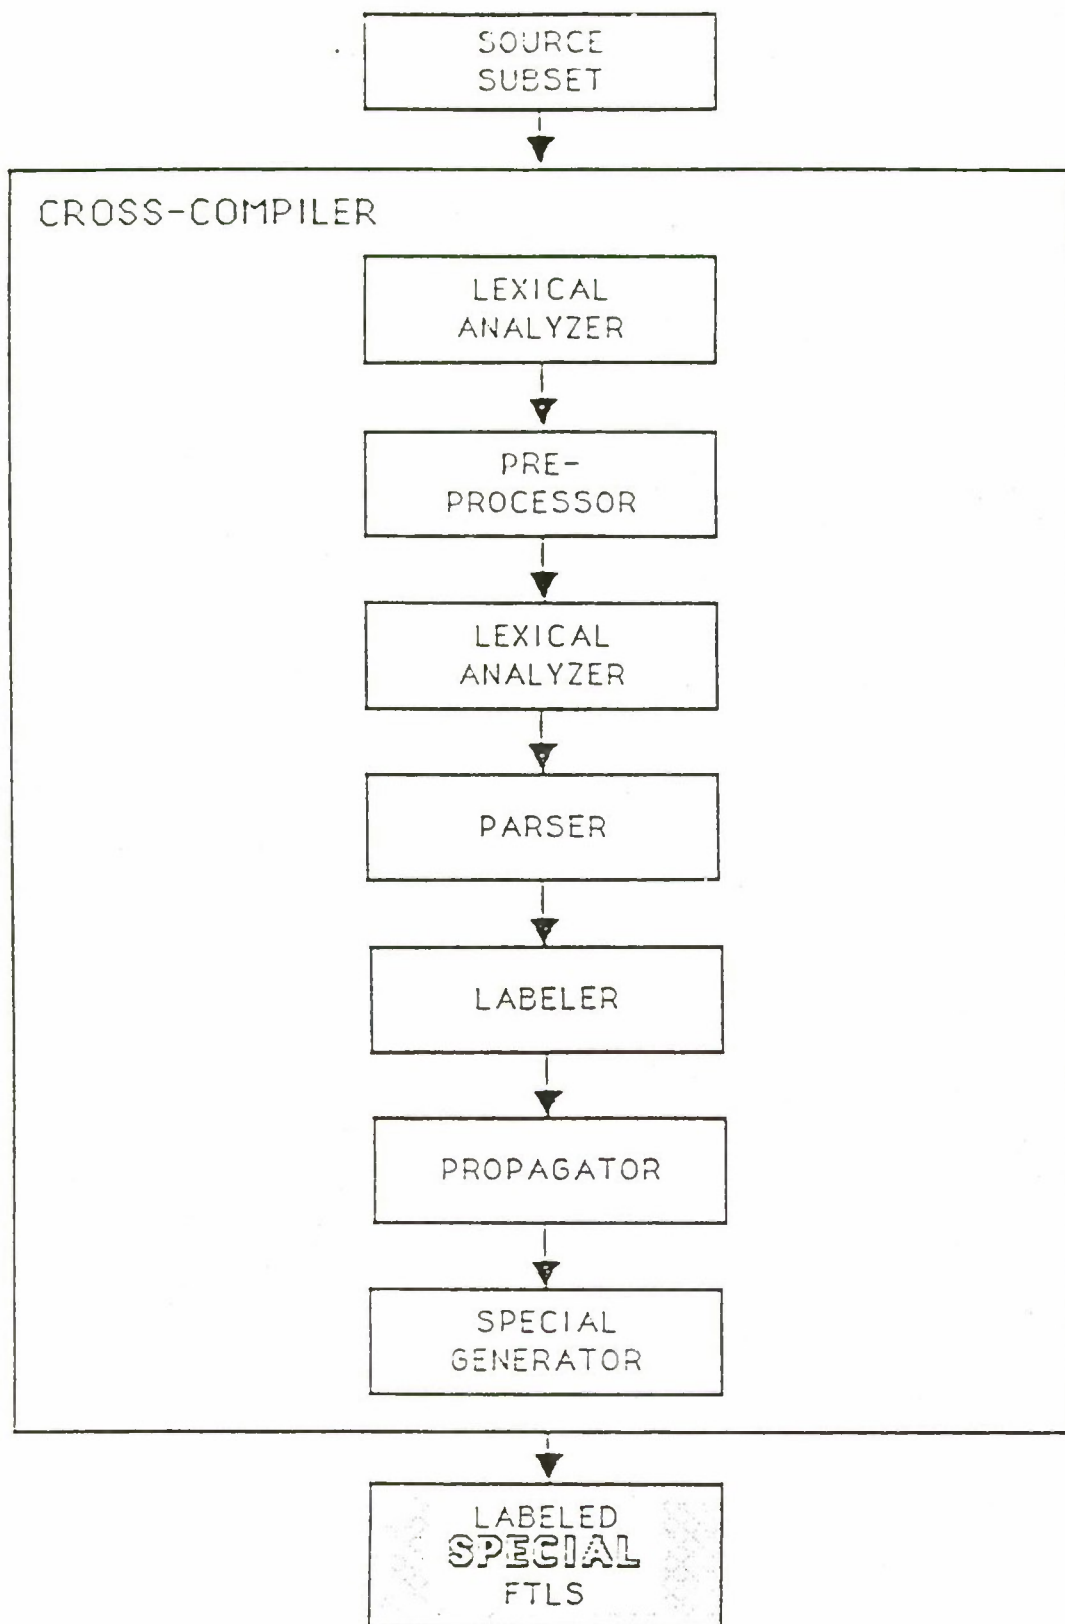 SOURCE
SUBSET
CROSS-COMPILER
LEXICAL
ANALYZER
PRE-
PROCESSOR
LEXICAL
ANALYZER
PARSER
LABELER
PROPAGATOR
SPECIAL
GENERATOR
LABELED
SPECIAL
FTLS